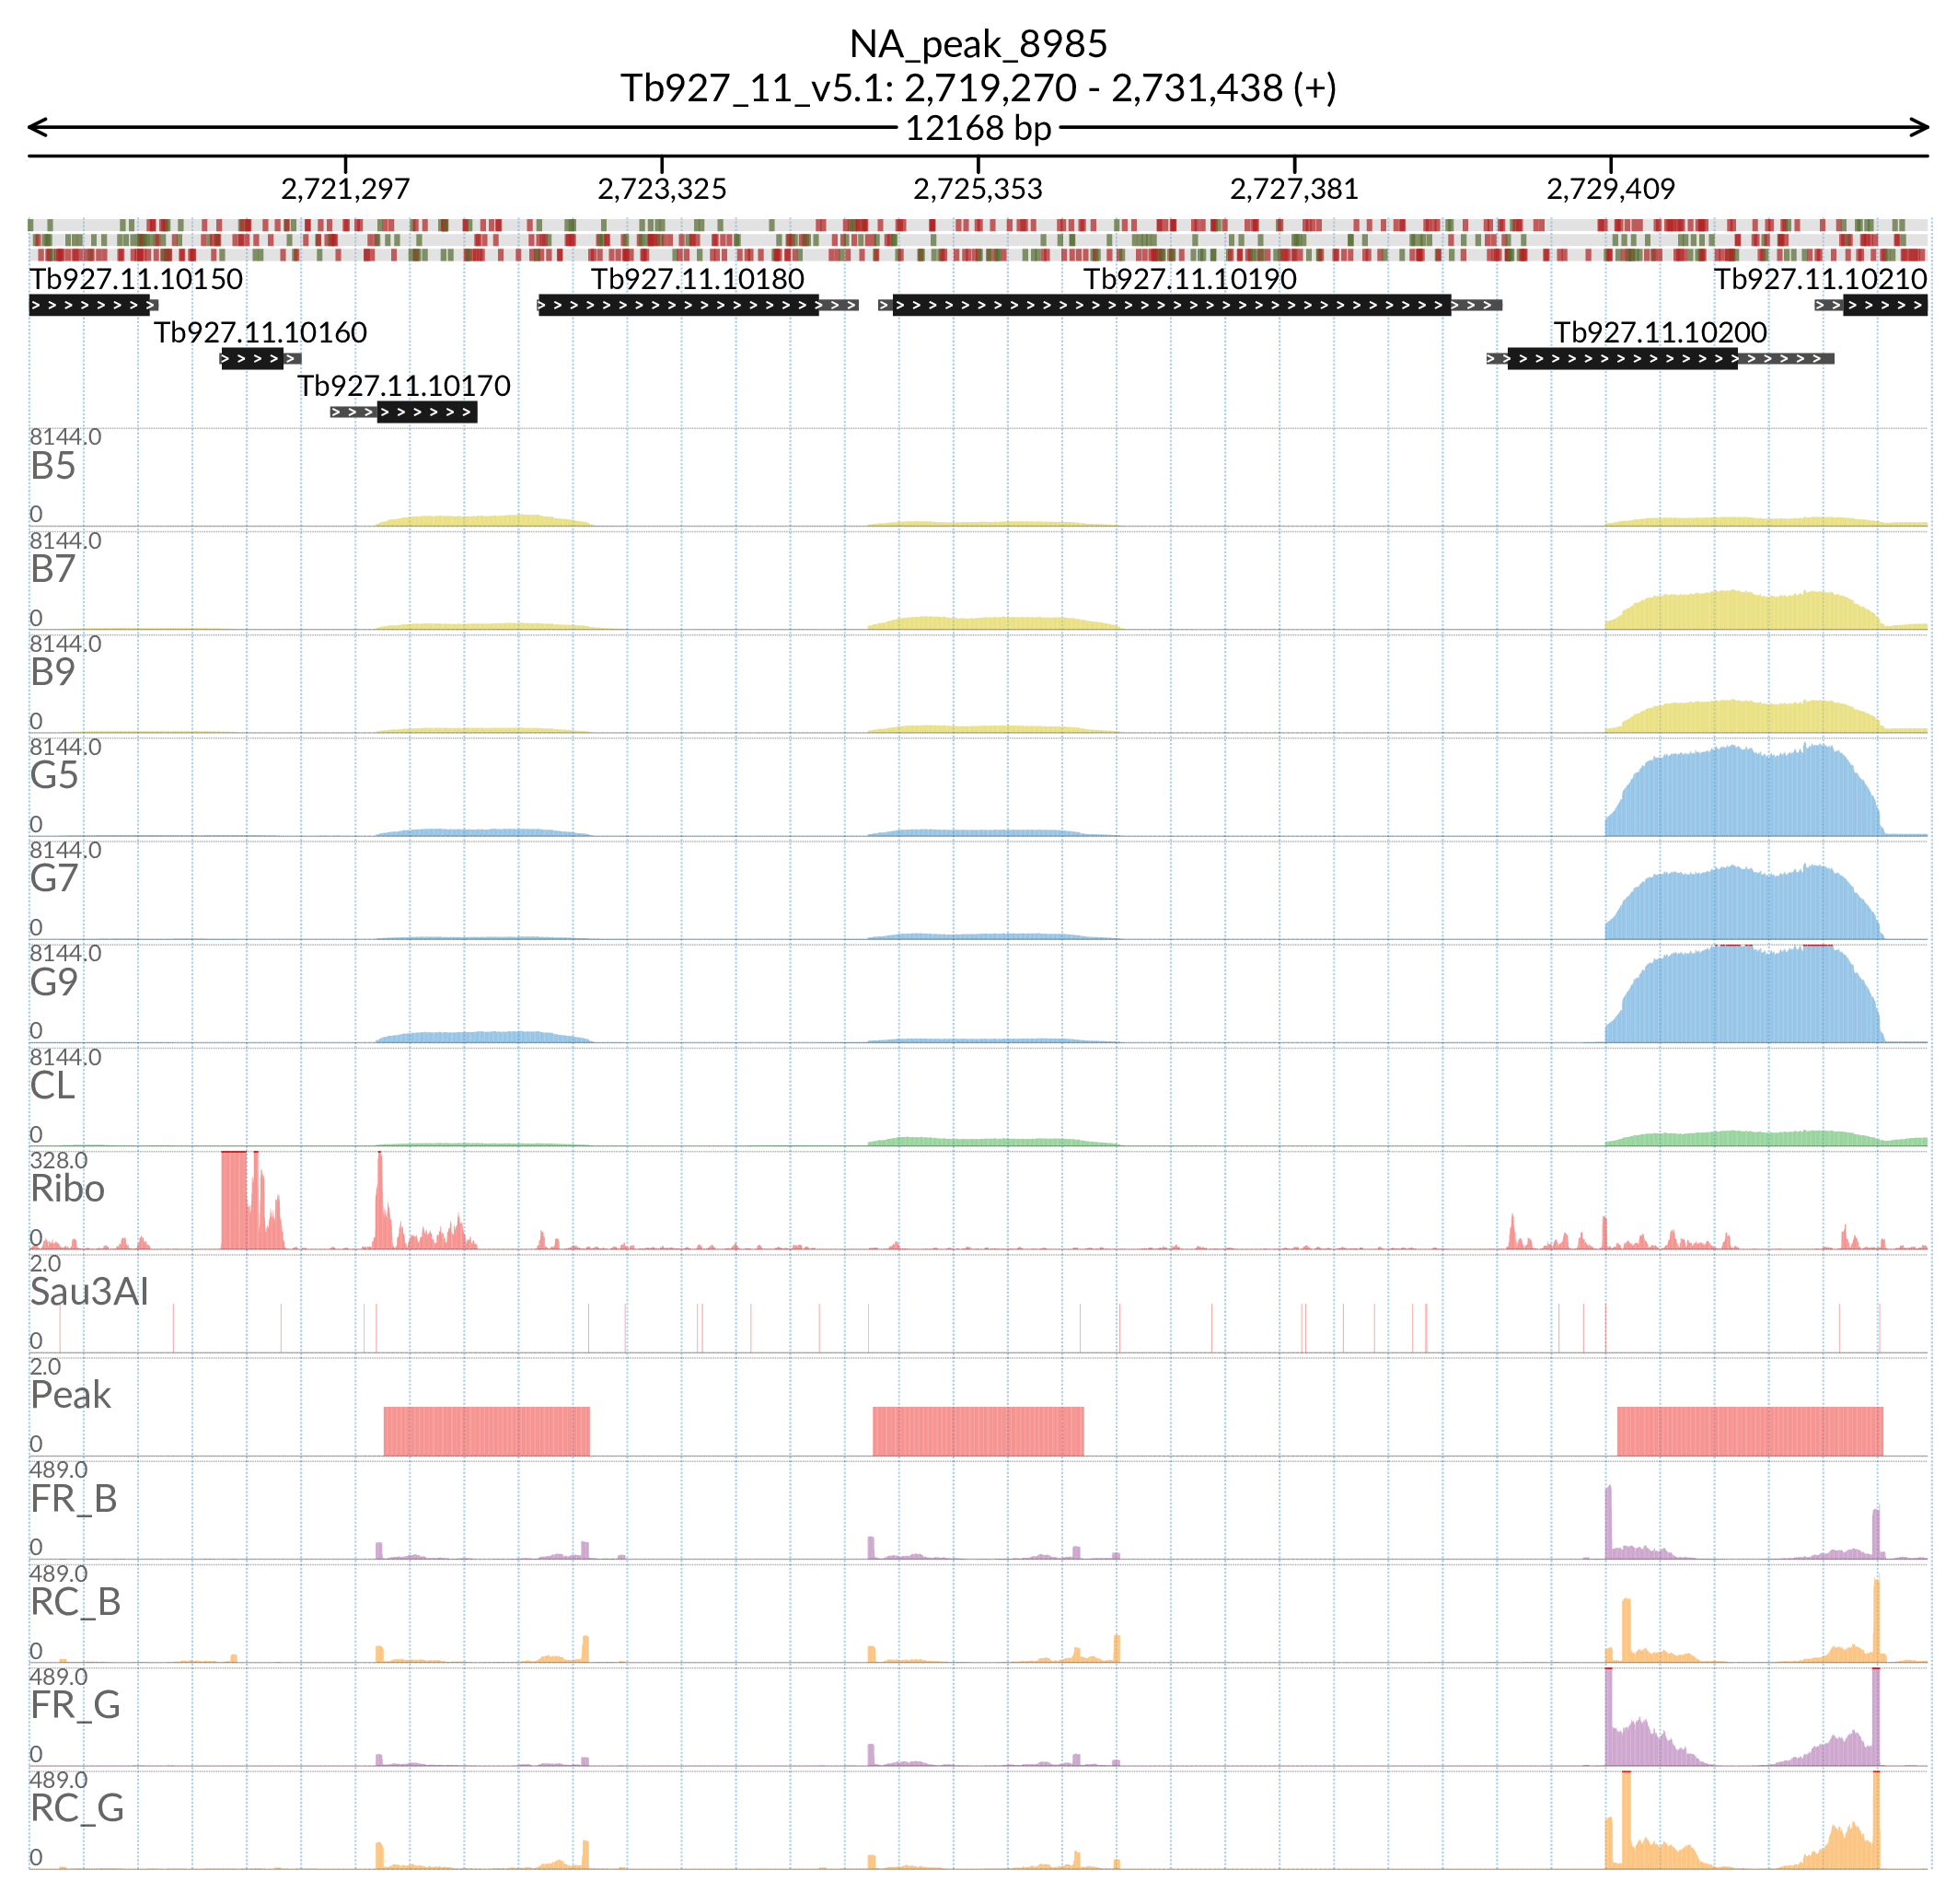 NA_peak_8985
Tb927_11_v5.1: 2,719,270 - 2,731,438 (+)
12168 bp
2,721,297 2,723,325 2,725,353 2,727,381 2,729,409
Tb927.11.10150 Tb927.11.10180 Tb927.11.10190 Tb927.11.10210
Tb927.11.10160 Tb927.11.10200
Tb927.11.10170
8144.0
B5
0
8144.0
B7
0
8144.0
B9
0
8144.0
G5
0
8144.0
G7
0
8144.0
G9
0
8144.0
CL
0
328.0
Ribo
0
2.0
Sau3AI
0
2.0
Peak
0
489.0
FR_B
0
489.0
RC_B
0
489.0
FR_G
0
489.0
RC_G
0